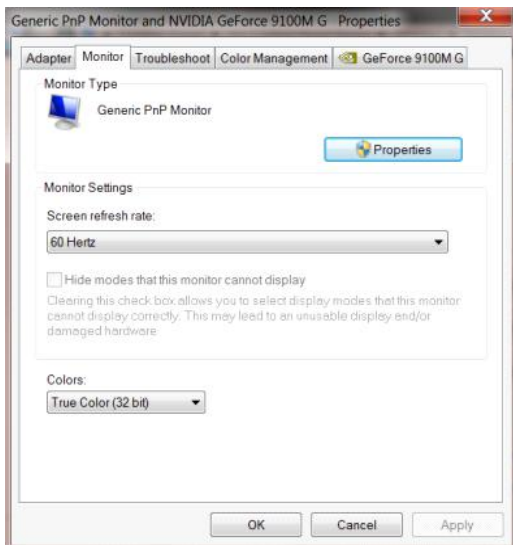 Generic PnP Monitor and NVIDIA GeForce 9100M G Properties
Adapter Monitor Troubleshoot Color Management GeForce 9100M G
Monitor Type
Generic PnP Monitor
Properties
Monitor Settings
Screen refresh rate:
60 Hertz
Hide modes that this monitor cannot display
Clearing this check box allows you to select display modes that this monitor
cannot display correctly. This may lead to an unusable display and/or
damaged hardware.
Colors:
True Color (32 bit)
OK Cancel Apply